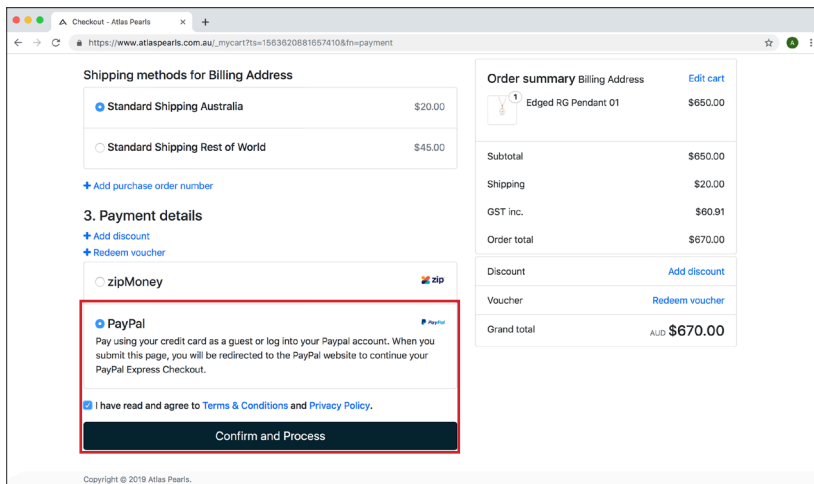 Checkout - Atlas Pearls
https://www.atlaspearls.com.au/_mycart?ts=1563620881657410&fn=payment
A
Shipping methods for Billing Address
Standard Shipping Australia $20.00
Standard Shipping Rest of World $45.00
+ Add purchase order number
3. Payment details
+ Add discount
+ Redeem voucher
zipMoney zip
PayPal PayPal
Pay using your credit card as a guest or log into your Paypal account. When you
submit this page, you will be redirected to the PayPal website to continue your
PayPal Express Checkout.
I have read and agree to Terms & Conditions and Privacy Policy.
Confirm and Process
Copyright @ 2019 Atlas Pearls.
Order summary Billing Address Edit cart
1 Edged RG Pendant 01 $650.00
Subtotal $650.00
Shipping $20.00
GST inc. $60.91
Order total $670.00
Discount Add discount
Voucher Redeem voucher
Grand total AUD $670.00